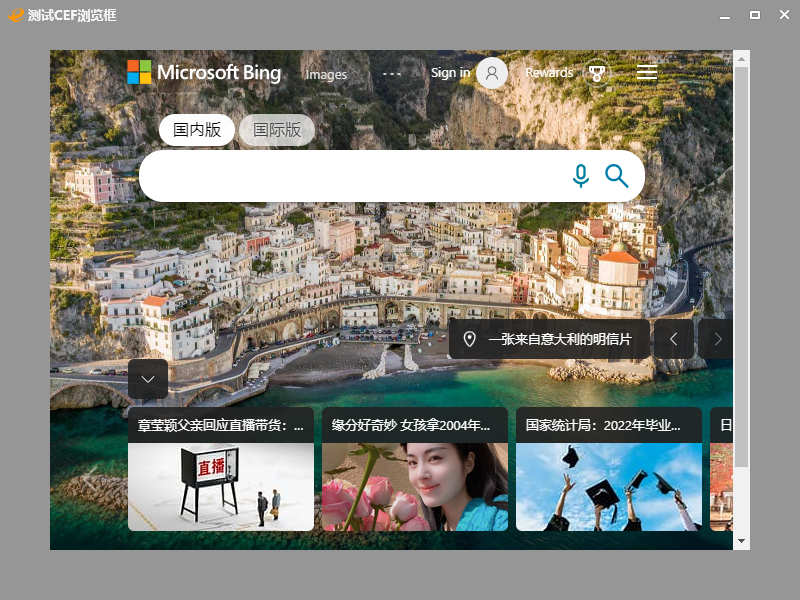 测试CEF浏览框
Microsoft Bing
Images
Sign in
Rewards
国内版
国际版
一张来自意大利的明信片
章莹颖父亲回应直播带货：...
缘分好奇妙 女孩拿2004年...
国家统计局：2022年毕业...
日
直播